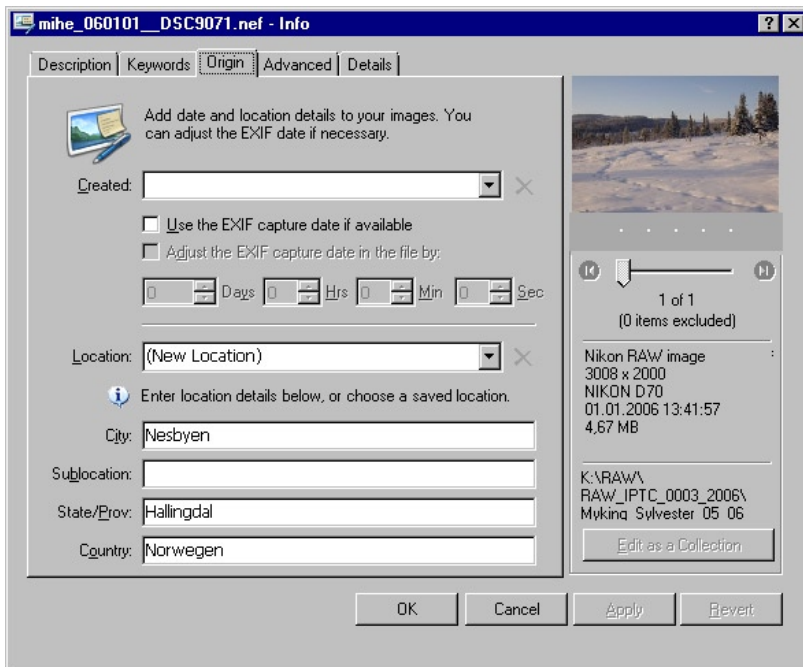 mihe_060101__DSC9071.nef - Info
Description Keywords Origin Advanced Details
Add date and location details to your images. You
can adjust the EXIF date if necessary.
Created:
Use the EXIF capture date if available
Adjust the EXIF capture date in the file by:
0 Days 0 Hrs 0 Min 0 Sec
Location: (New Location)
Enter location details below, or choose a saved location.
City: Nesbyen
Sublocation:
State/Prov: Hallingdal
Country: Norwegen
1 of 1
(0 items excluded)
Nikon RAW image
3008 x 2000
NIKON D70
01.01.2006 13:41:57
4,67 MB
K:\RAW\
RAW_IPTC_0003_2006\
Myking_Sylvester_05_06
Edit as a Collection
OK Cancel Apply Revert